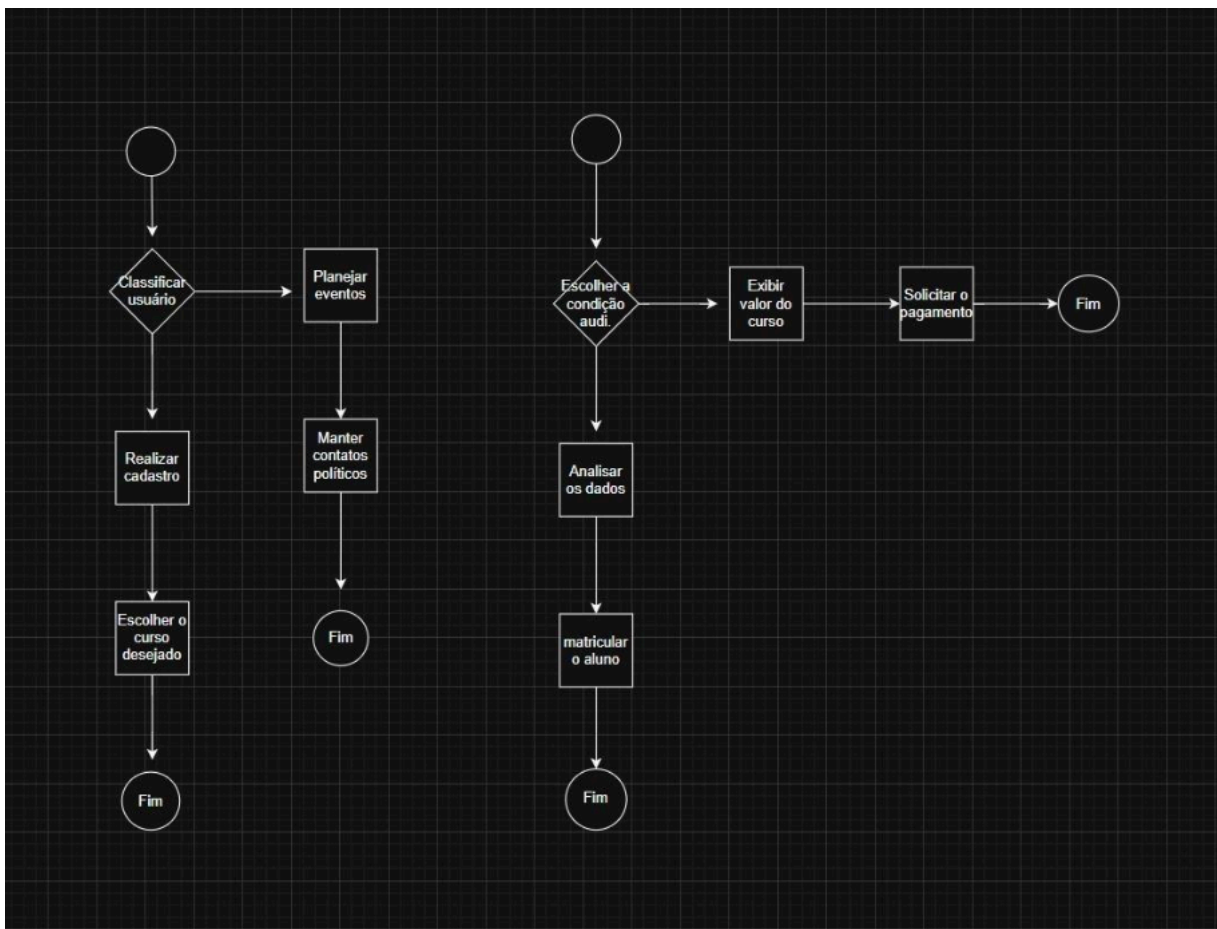 Classificar
usuário
Planejar
eventos
Realizar
cadastro
Manter
contatos
políticos
Escolher o
curso
desejado
Fim
Fim
Escolher a
condição
audi.
Exibir
valor do
curso
Solicitar o
pagamento
Fim
Analisar
os dados
matricular
o aluno
Fim